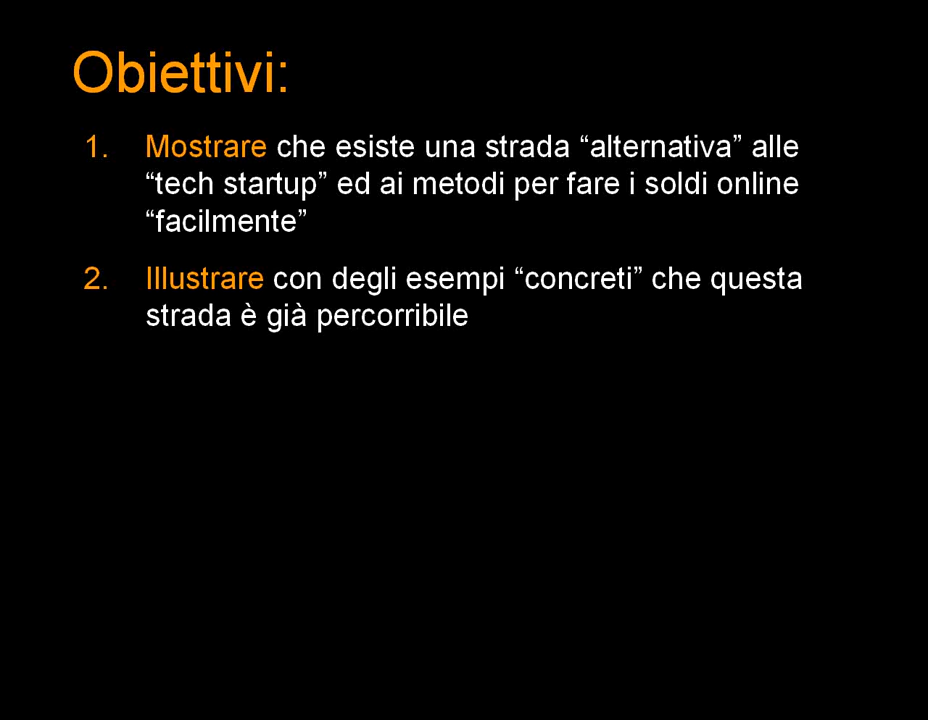 Obiettivi:
1. Mostrare che esiste una strada “alternativa” alle
“tech startup” ed ai metodi per fare i soldi online
“facilmente”
2. Illustrare con degli esempi “concreti” che questa
strada è già percorribile